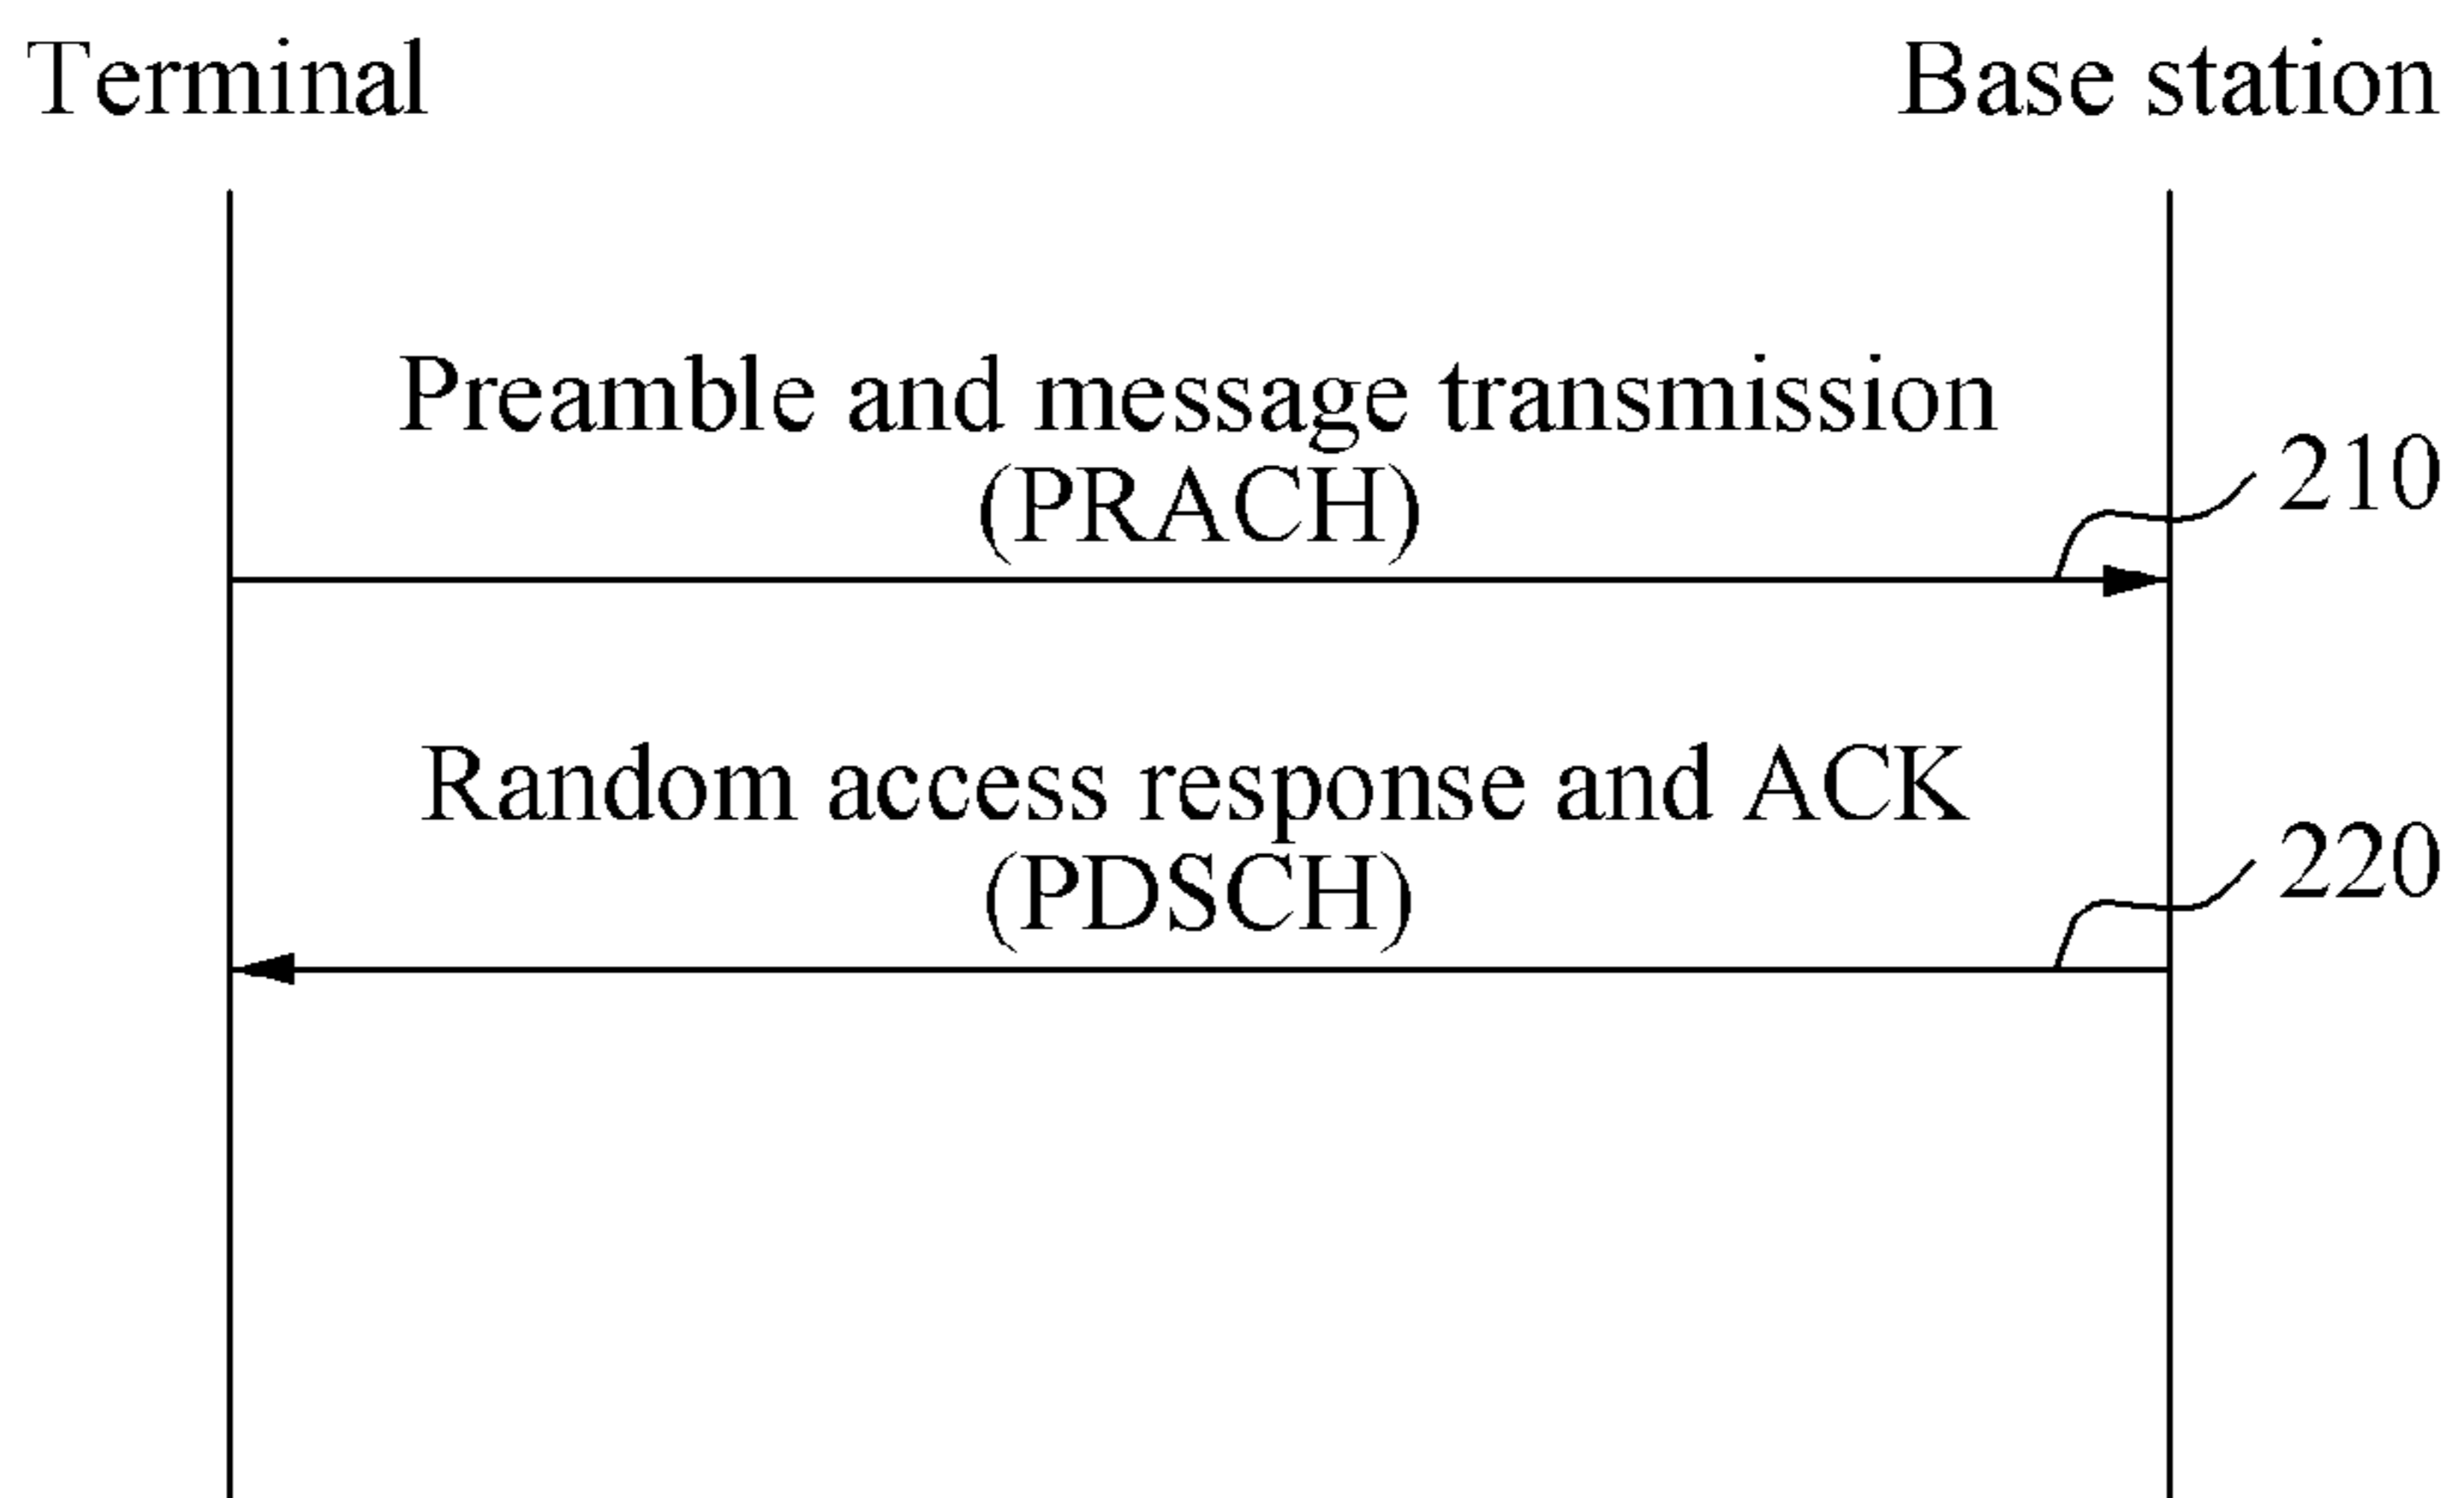 Terminal
Base station
Preamble and message transmission
(PRACH)
210
Random access response and ACK
(PDSCH)
220